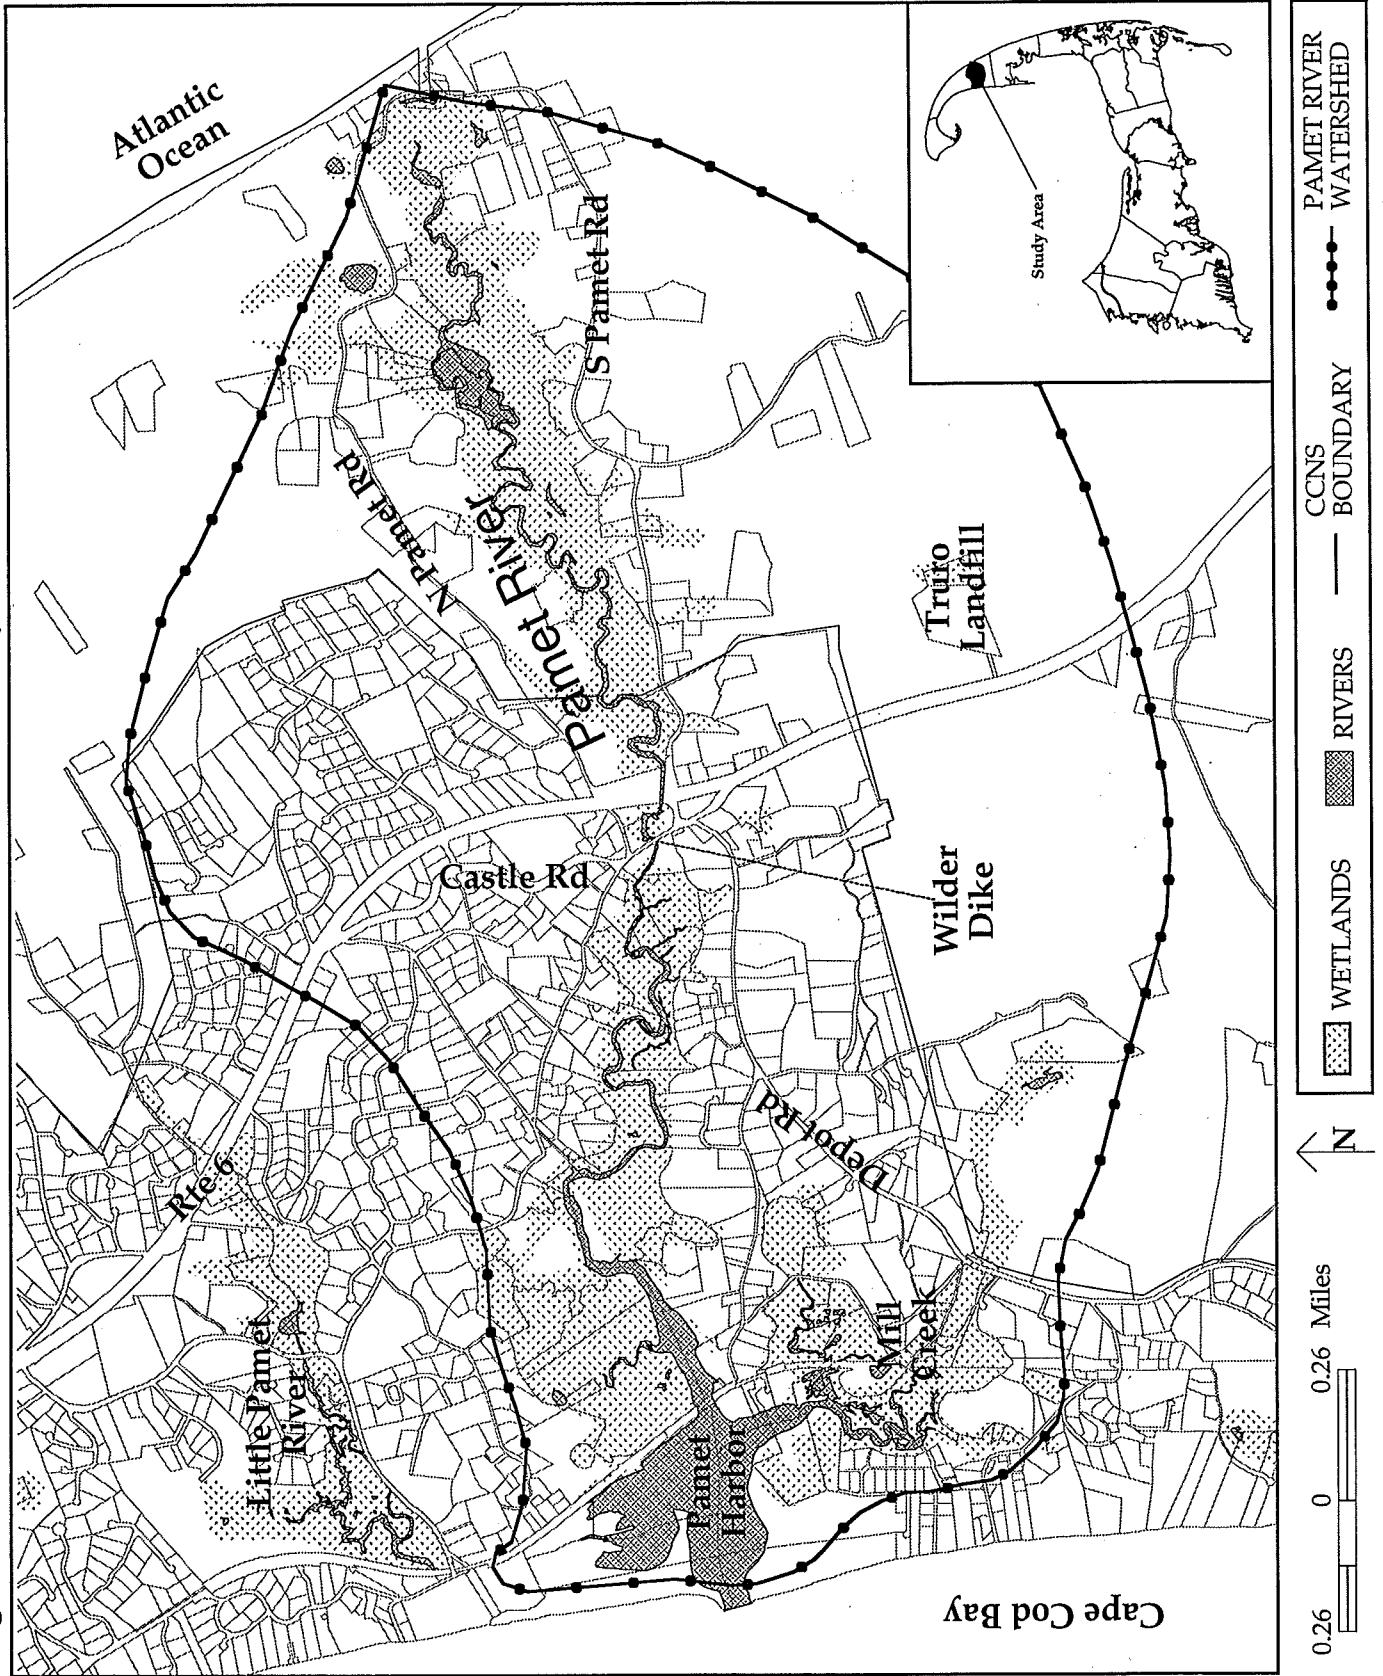 Atlantic
Ocean
Study Area
S Pamet Rd
N Pamet Rd
Pamet River
Truro
Landfill
Castle Rd
Wilder
Dike
Rte 6
Depot Rd
Little Pamet
River
Mill
Creek
Pamet
Harbor
Cape Cod Bay
WETLANDS
RIVERS
CCNS
BOUNDARY
PAMET RIVER
WATERSHED
N
0.26 0 0.26 Miles